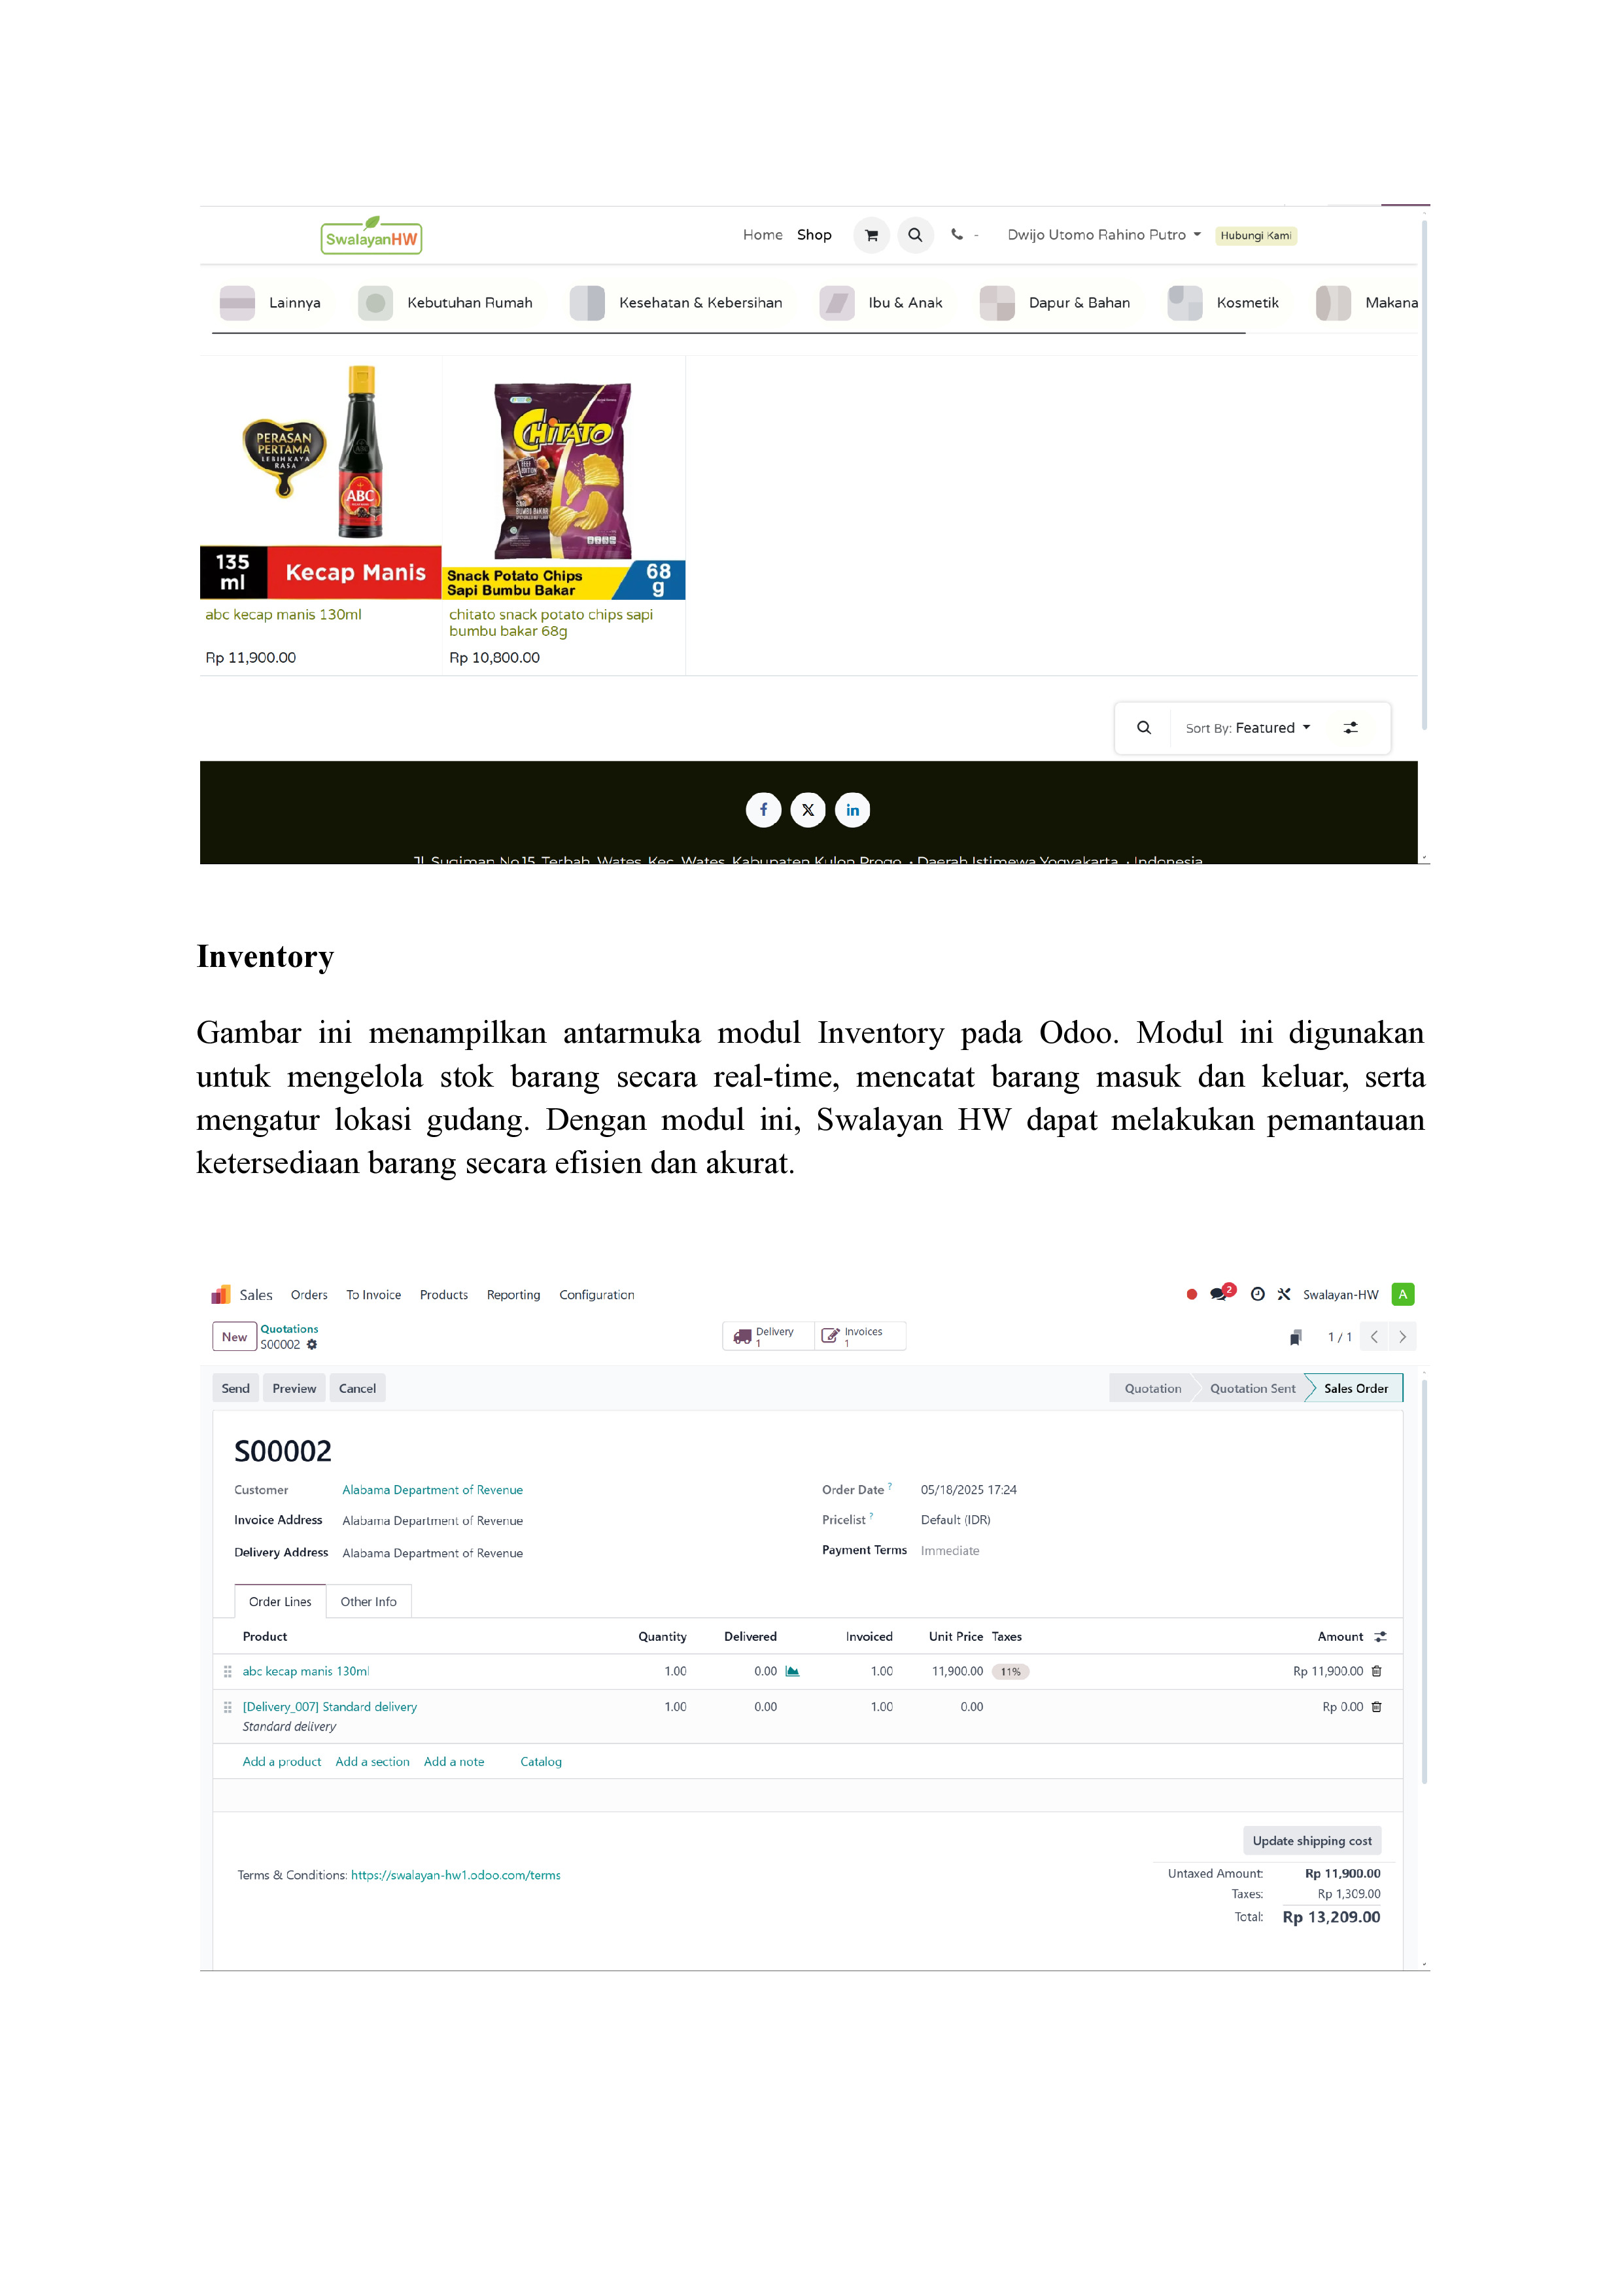 SwalayanHW
Home Shop - Dwijo Utomo Rahino Putro Hubungi Kami
Lainnya Kebutuhan Rumah Kesehatan & Kebersihan Ibu & Anak Dapur & Bahan Kosmetik Makana
PERASAN
PERTAMA
LEBIH KAYA
RASA
ABC
135
ml
Kecap Manis
CHITATO
Snack Potato Chips
Sapi Bumbu Bakar
68
g
abc kecap manis 130ml
Rp 11,900.00
chitato snack potato chips sapi
bumbu bakar 68g
Rp 10,800.00
Sort By: Featured
f X in
Jl. Sugiman No.15, Terbah, Wates, Kec. Wates, Kabupaten Kulon Progo, • Daerah Istimewa Yogyakarta • Indonesia
Inventory
Gambar ini menampilkan antarmuka modul Inventory pada Odoo. Modul ini digunakan
untuk mengelola stok barang secara real-time, mencatat barang masuk dan keluar, serta
mengatur lokasi gudang. Dengan modul ini, Swalayan HW dapat melakukan pemantauan
ketersediaan barang secara efisien dan akurat.
Sales Orders To Invoice Products Reporting Configuration 2 Swalayan-HW A
New Quotations
S00002
Delivery
1
Invoices
1
1 / 1
Send Preview Cancel Quotation Quotation Sent Sales Order
S00002
Customer Alabama Department of Revenue Order Date ? 05/18/2025 17:24
Invoice Address Alabama Department of Revenue Pricelist ? Default (IDR)
Delivery Address Alabama Department of Revenue Payment Terms Immediate
Order Lines Other Info
Product Quantity Delivered Invoiced Unit Price Taxes Amount
abc kecap manis 130ml 1.00 0.00 1.00 11,900.00 11% Rp 11,900.00
[Delivery_007] Standard delivery 1.00 0.00 1.00 0.00 Rp 0.00
Standard delivery
Add a product Add a section Add a note Catalog
Update shipping cost
Terms & Conditions: https://swalayan-hw1.odoo.com/terms
Untaxed Amount: Rp 11,900.00
Taxes: Rp 1,309.00
Total: Rp 13,209.00